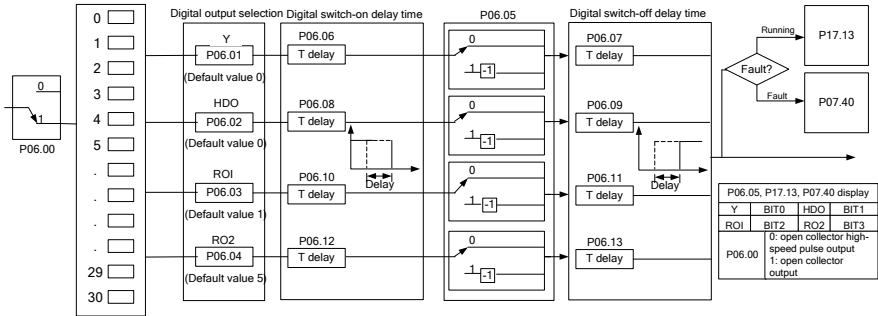 Digital output selection
Digital switch-on delay time
P06.05
Digital switch-off delay time
0
1
2
3
4
5
.
.
.
.
29
30
0
1
P06.00
Y
P06.01
(Default value 0)
HDO
P06.02
(Default value 0)
ROI
P06.03
(Default value 1)
RO2
P06.04
(Default value 5)
P06.06
T delay
P06.08
T delay
Delay
P06.10
T delay
P06.12
T delay
0
1
-1
0
1
-1
0
1
-1
0
1
-1
P06.07
T delay
P06.09
T delay
Delay
P06.11
T delay
P06.13
T delay
Running
P17.13
Fault?
Fault
P07.40
P06.05, P17.13, P07.40 display
Y BIT0 HDO BIT1
ROI BIT2 RO2 BIT3
P06.00
0: open collector high-
speed pulse output
1: open collector
output